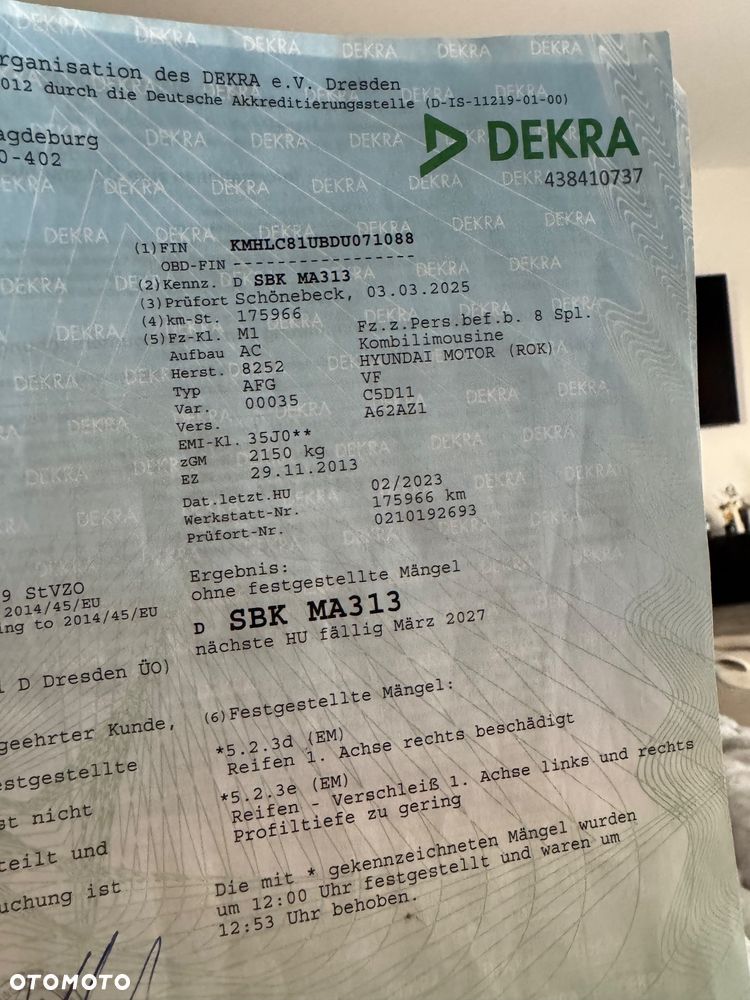 rganisation des DEKRA e.V. Dresden
012 durch die Deutsche Akkreditierungsstelle (D-IS-11219-01-00)
agdeburg
0-402
DEKRA
438410737
(1) FIN KMHLC81UBDU071088
OBD-FIN -----------------
(2) Kennz. D SBK MA313
(3) Prüfort Schönebeck, 03.03.2025
(4) km-St. 175966
(5) Fz-Kl. M1 Fz.z.Pers.bef.b. 8 Spl.
Aufbau AC Kombilimousine
Herst. 8252 HYUNDAI MOTOR (ROK)
Typ AFG VF
Var. 00035 C5D11
Vers. A62AZ1
EMI-Kl. 35J0**
zGM 2150 kg
EZ 29.11.2013
Dat.letzt.HU 02/2023
Werkstatt-Nr. 175966 km
Prüfort-Nr. 0210192693
Ergebnis:
ohne festgestellte Mängel
D SBK MA313
nächste HU fällig März 2027
9 StVZO
2014/45/EU
ng to 2014/45/EU
D Dresden ÜO)
geehrter Kunde,
estgestellte
st nicht
teilt und
uchung ist
(6) Festgestellte Mängel:
*5.2.3d (EM)
Reifen 1. Achse rechts beschädigt
*5.2.3e (EM)
Reifen - Verschleiß 1. Achse links und rechts
Profiltiefe zu gering
Die mit * gekennzeichneten Mängel wurden
um 12:00 Uhr festgestellt und waren um
12:53 Uhr behoben.
OTOMOTO